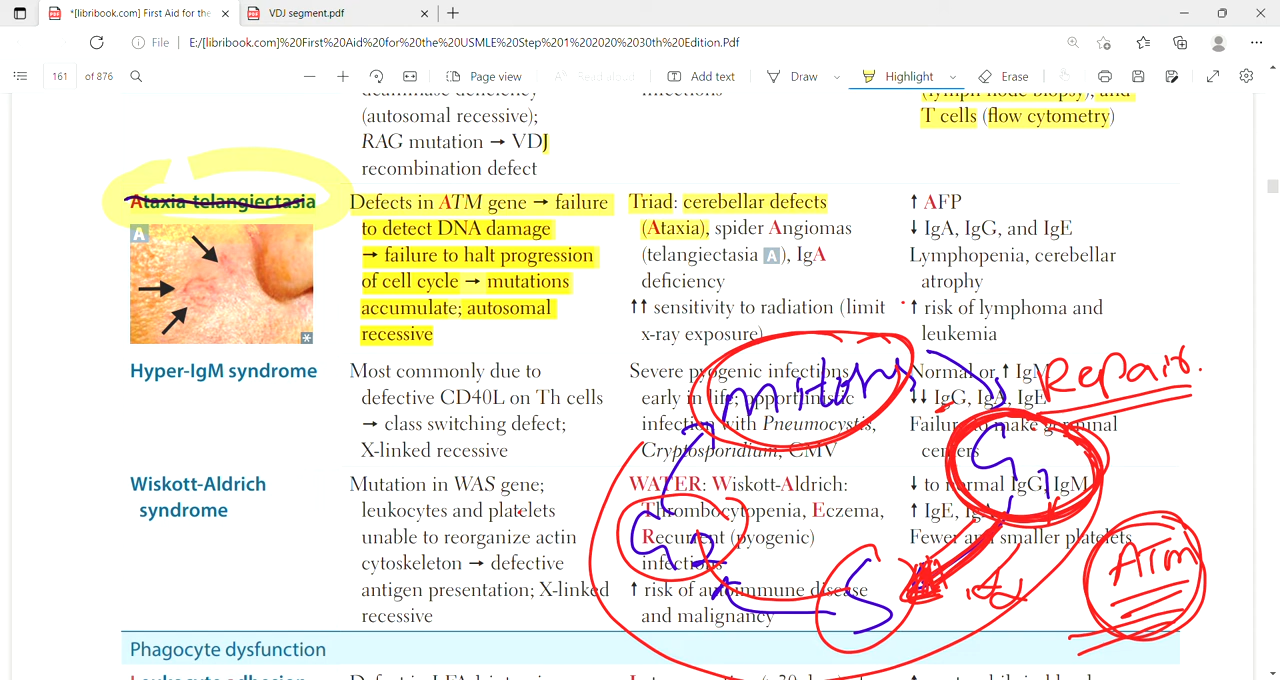 *[libribook.com] First Aid for the
VDJ segment.pdf
File
E:/[libribook.com]%20First%20Aid%20for%20the%20USMLE%20Step%201%202020%2030th%20Edition.Pdf
161 of 876
Page view
Read aloud
Add text
Draw
Highlight
Erase
deaminase deficiency
(autosomal recessive);
RAG mutation → VDJ
recombination defect
infections
(lymph node biopsy), and
T cells (flow cytometry)
Ataxia-telangiectasia
A
Defects in ATM gene → failure
to detect DNA damage
→ failure to halt progression
of cell cycle → mutations
accumulate; autosomal
recessive
Triad: cerebellar defects
(Ataxia), spider Angiomas
(telangiectasia A), IgA
deficiency
↑↑ sensitivity to radiation (limit
x-ray exposure)
↑ AFP
↓ IgA, IgG, and IgE
Lymphopenia, cerebellar
atrophy
↑ risk of lymphoma and
leukemia
Hyper-IgM syndrome
Most commonly due to
defective CD40L on Th cells
→ class switching defect;
X-linked recessive
Severe pyogenic infections
early in life; opportunistic
infection with Pneumocystis,
Cryptosporidium, CMV
Normal or ↑ IgM
↓↓ IgG, IgA, IgE
Failure to make germinal
centers
Wiskott-Aldrich
syndrome
Mutation in WAS gene;
leukocytes and platelets
unable to reorganize actin
cytoskeleton → defective
antigen presentation; X-linked
recessive
WATER: Wiskott-Aldrich:
Thrombocytopenia, Eczema,
Recurrent (pyogenic)
infections
↑ risk of autoimmune disease
and malignancy
↓ to normal IgG, IgM
↑ IgE, IgA
Fewer and smaller platelets
Phagocyte dysfunction
Mitosis
Repair
G1
G2
S
ATM